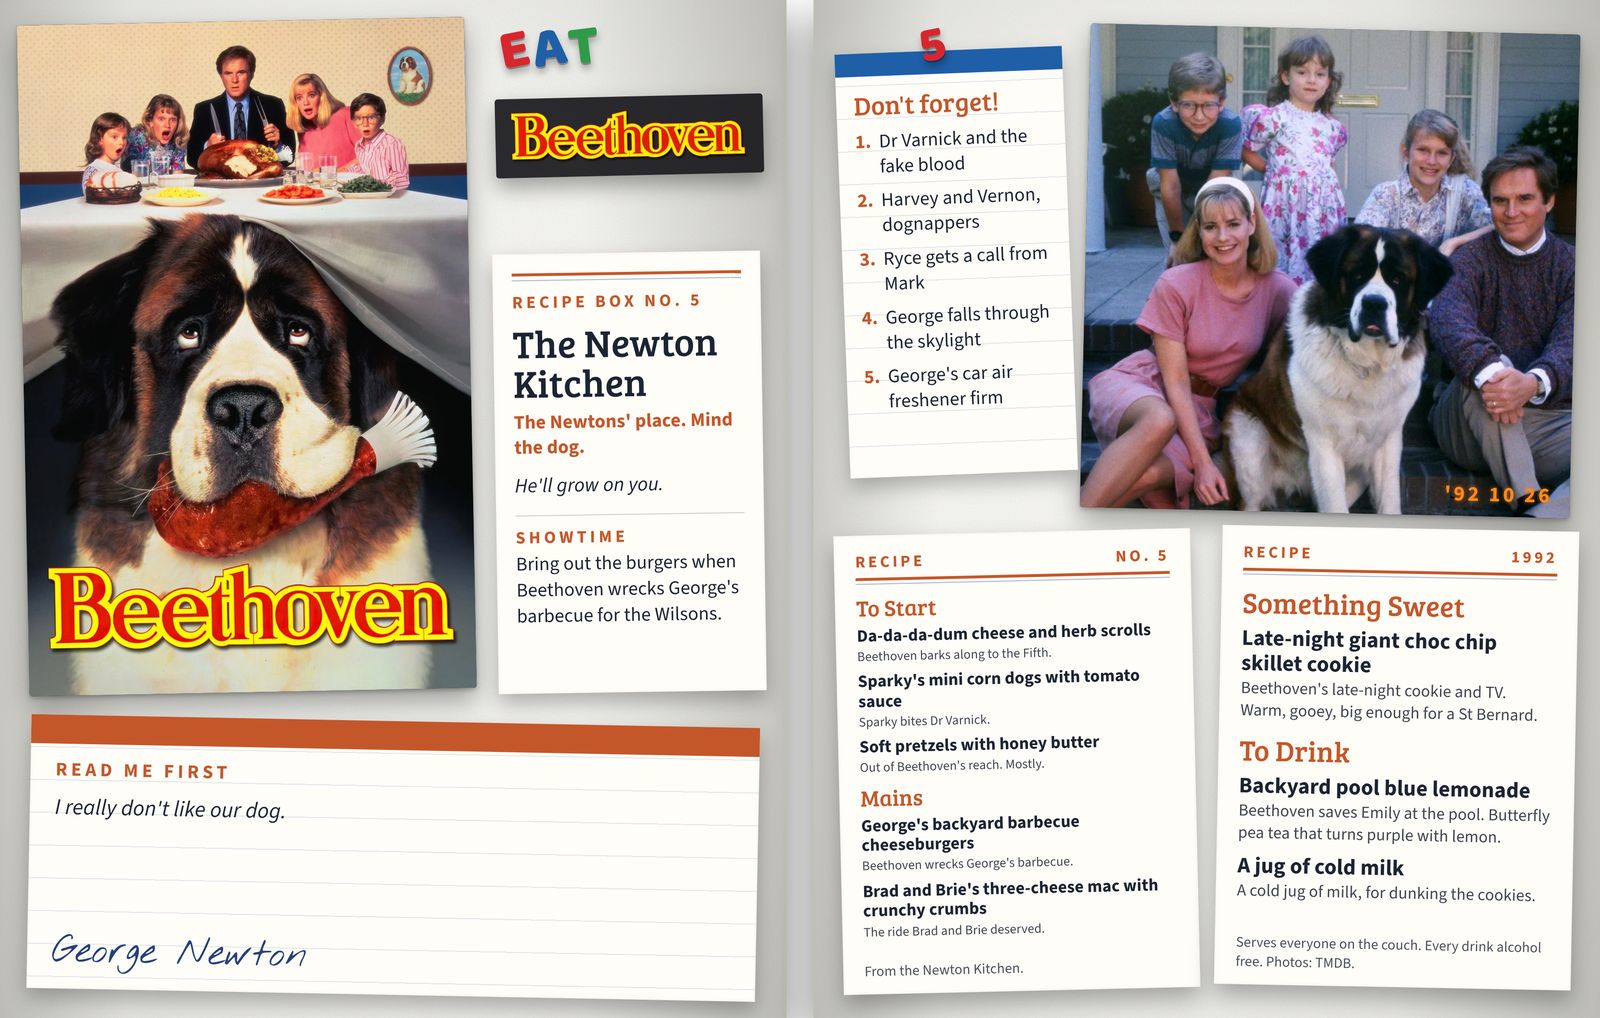 EAT
Beethoven
Beethoven
RECIPE BOX NO. 5
The Newton
Kitchen
The Newtons' place. Mind
the dog.
He'll grow on you.
SHOWTIME
Bring out the burgers when
Beethoven wrecks George's
barbecue for the Wilsons.
READ ME FIRST
I really don't like our dog.
George Newton
5
Don't forget!
1. Dr Varnick and the
fake blood
2. Harvey and Vernon,
dognappers
3. Ryce gets a call from
Mark
4. George falls through
the skylight
5. George's car air
freshener firm
'92 10 26
RECIPE NO. 5
To Start
Da-da-da-dum cheese and herb scrolls
Beethoven barks along to the Fifth.
Sparky's mini corn dogs with tomato
sauce
Sparky bites Dr Varnick.
Soft pretzels with honey butter
Out of Beethoven's reach. Mostly.
Mains
George's backyard barbecue
cheeseburgers
Beethoven wrecks George's barbecue.
Brad and Brie's three-cheese mac with
crunchy crumbs
The ride Brad and Brie deserved.
From the Newton Kitchen.
RECIPE 1992
Something Sweet
Late-night giant choc chip
skillet cookie
Beethoven's late-night cookie and TV.
Warm, gooey, big enough for a St Bernard.
To Drink
Backyard pool blue lemonade
Beethoven saves Emily at the pool. Butterfly
pea tea that turns purple with lemon.
A jug of cold milk
A cold jug of milk, for dunking the cookies.
Serves everyone on the couch. Every drink alcohol
free. Photos: TMDB.